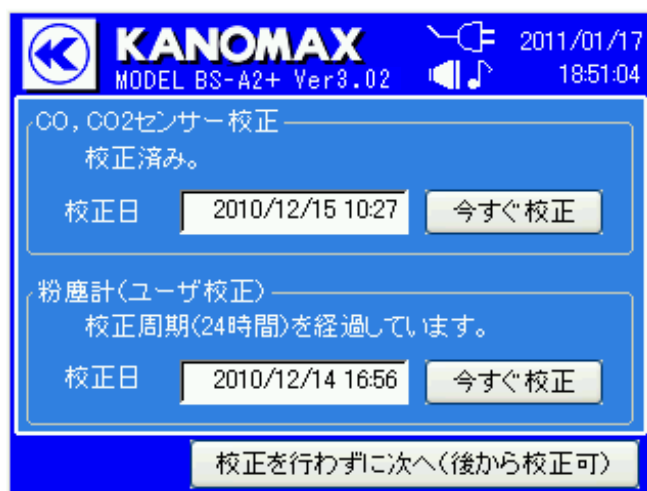 KANOMAX
MODEL BS-A2+ Ver3.02
2011/01/17
18:51:04
CO,CO2センサー校正
校正済み。
校正日 2010/12/15 10:27 今すぐ校正
粉塵計(ユーザ校正)
校正周期(24時間)を経過しています。
校正日 2010/12/14 16:56 今すぐ校正
校正を行わずに次へ(後から校正可)